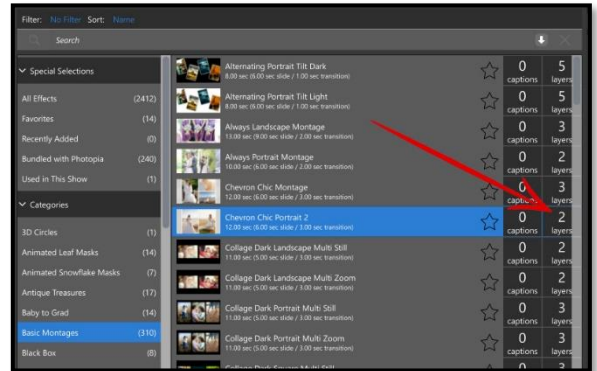 Filter: No Filter Sort: Name
Search
Special Selections
All Effects (2412)
Favorites (14)
Recently Added (0)
Bundled with Photopia (240)
Used in This Show (1)
Categories
3D Circles (1)
Animated Leaf Masks (14)
Animated Snowflake Masks (7)
Antique Treasures (17)
Baby to Grad (14)
Basic Montages (310)
Black Box (8)
Alternating Portrait Tilt Dark
8.00 sec (6.00 sec slide / 1.00 sec transition)
0 captions 5 layers
Alternating Portrait Tilt Light
8.00 sec (6.00 sec slide / 1.00 sec transition)
0 captions 5 layers
Always Landscape Montage
13.00 sec (9.00 sec slide / 2.00 sec transition)
0 captions 3 layers
Always Portrait Montage
10.00 sec (6.00 sec slide / 2.00 sec transition)
0 captions 2 layers
Chevron Chic Montage
12.00 sec (6.00 sec slide / 3.00 sec transition)
0 captions 3 layers
Chevron Chic Portrait 2
12.00 sec (6.00 sec slide / 3.00 sec transition)
0 captions 2 layers
Collage Dark Landscape Multi Still
11.00 sec (5.00 sec slide / 3.00 sec transition)
0 captions 2 layers
Collage Dark Landscape Multi Zoom
11.00 sec (5.00 sec slide / 3.00 sec transition)
0 captions 2 layers
Collage Dark Portrait Multi Still
11.00 sec (5.00 sec slide / 3.00 sec transition)
0 captions 3 layers
Collage Dark Portrait Multi Zoom
11.00 sec (5.00 sec slide / 3.00 sec transition)
0 captions 3 layers
Collage Dark Square Multi Still